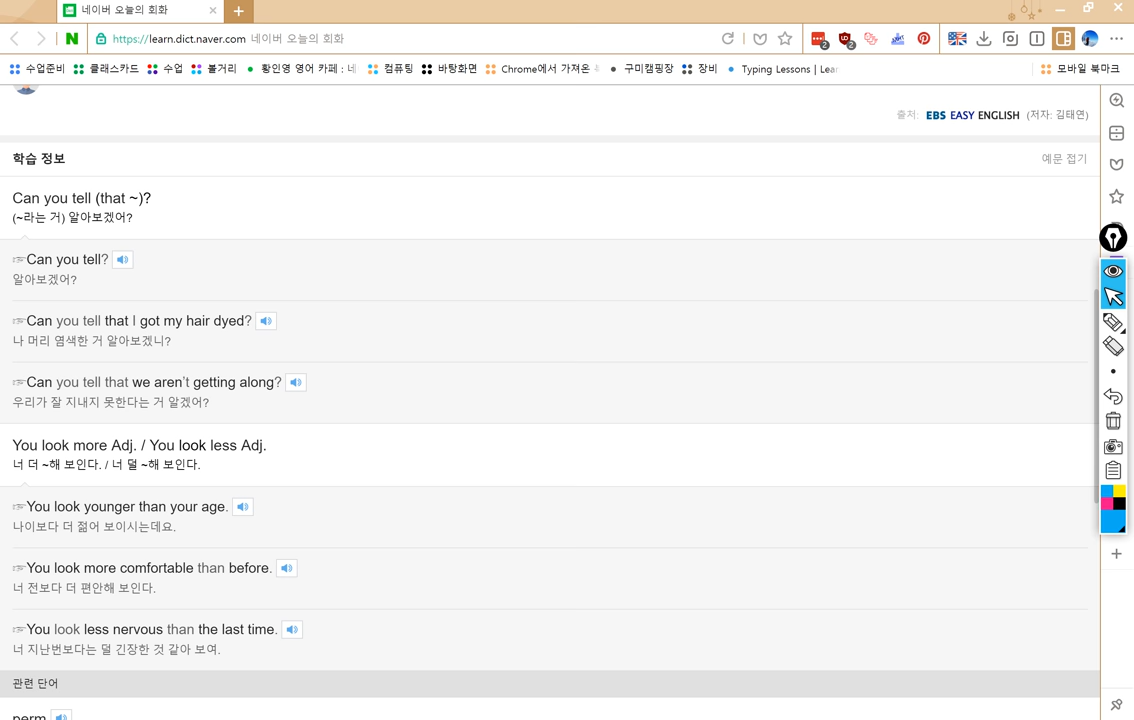 네이버 오늘의 회화
https://learn.dict.naver.com 네이버 오늘의 회화
수업준비 클래스카드 수업 볼거리 황인영 영어 카페 : 네 컴퓨팅 바탕화면 Chrome에서 가져온 구미캠핑장 장비 Typing Lessons | Lear 모바일 북마크
출처: EBS EASY ENGLISH (저자: 김태연)
학습 정보 예문 접기
Can you tell (that ~)?
(~라는 거) 알아보겠어?
☞Can you tell?
알아보겠어?
☞Can you tell that I got my hair dyed?
나 머리 염색한 거 알아보겠니?
☞Can you tell that we aren't getting along?
우리가 잘 지내지 못한다는 거 알겠어?
You look more Adj. / You look less Adj.
너 더 ~해 보인다. / 너 덜 ~해 보인다.
☞You look younger than your age.
나이보다 더 젊어 보이시는데요.
☞You look more comfortable than before.
너 전보다 더 편안해 보인다.
☞You look less nervous than the last time.
너 지난번보다는 덜 긴장한 것 같아 보여.
관련 단어
perm